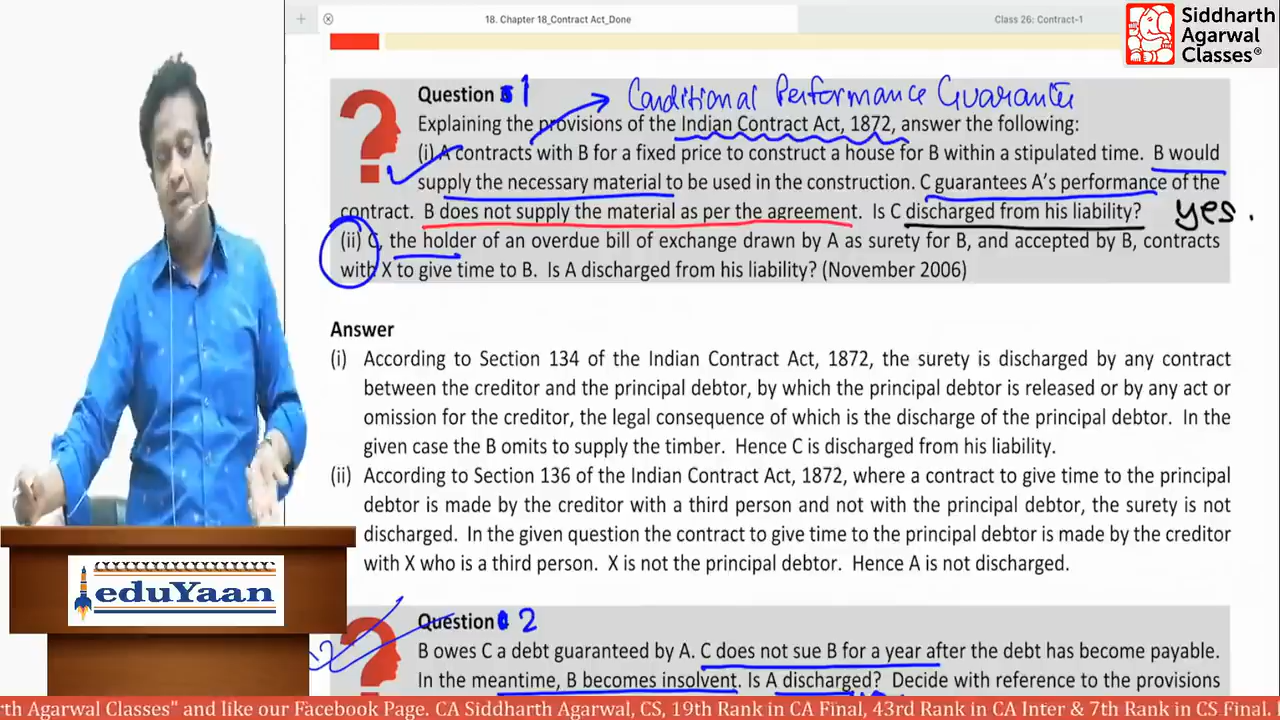 18. Chapter 18_Contract Act_Done
Class 26: Contract-1
Siddharth
Agarwal
Classes®
Question 1
Conditional Performance Guarantee
Explaining the provisions of the Indian Contract Act, 1872, answer the following:
(i) A contracts with B for a fixed price to construct a house for B within a stipulated time. B would
supply the necessary material to be used in the construction. C guarantees A's performance of the
contract. B does not supply the material as per the agreement. Is C discharged from his liability?
yes.
(ii) C, the holder of an overdue bill of exchange drawn by A as surety for B, and accepted by B, contracts
with X to give time to B. Is A discharged from his liability? (November 2006)
Answer
(i) According to Section 134 of the Indian Contract Act, 1872, the surety is discharged by any contract
between the creditor and the principal debtor, by which the principal debtor is released or by any act or
omission for the creditor, the legal consequence of which is the discharge of the principal debtor. In the
given case the B omits to supply the timber. Hence C is discharged from his liability.
(ii) According to Section 136 of the Indian Contract Act, 1872, where a contract to give time to the principal
debtor is made by the creditor with a third person and not with the principal debtor, the surety is not
discharged. In the given question the contract to give time to the principal debtor is made by the creditor
with X who is a third person. X is not the principal debtor. Hence A is not discharged.
eduYaan
Question 2
B owes C a debt guaranteed by A. C does not sue B for a year after the debt has become payable.
In the meantime, B becomes insolvent. Is A discharged? Decide with reference to the provisions
rth Agarwal Classes" and like our Facebook Page. CA Siddharth Agarwal, CS, 19th Rank in CA Final, 43rd Rank in CA Inter & 7th Rank in CS Final.